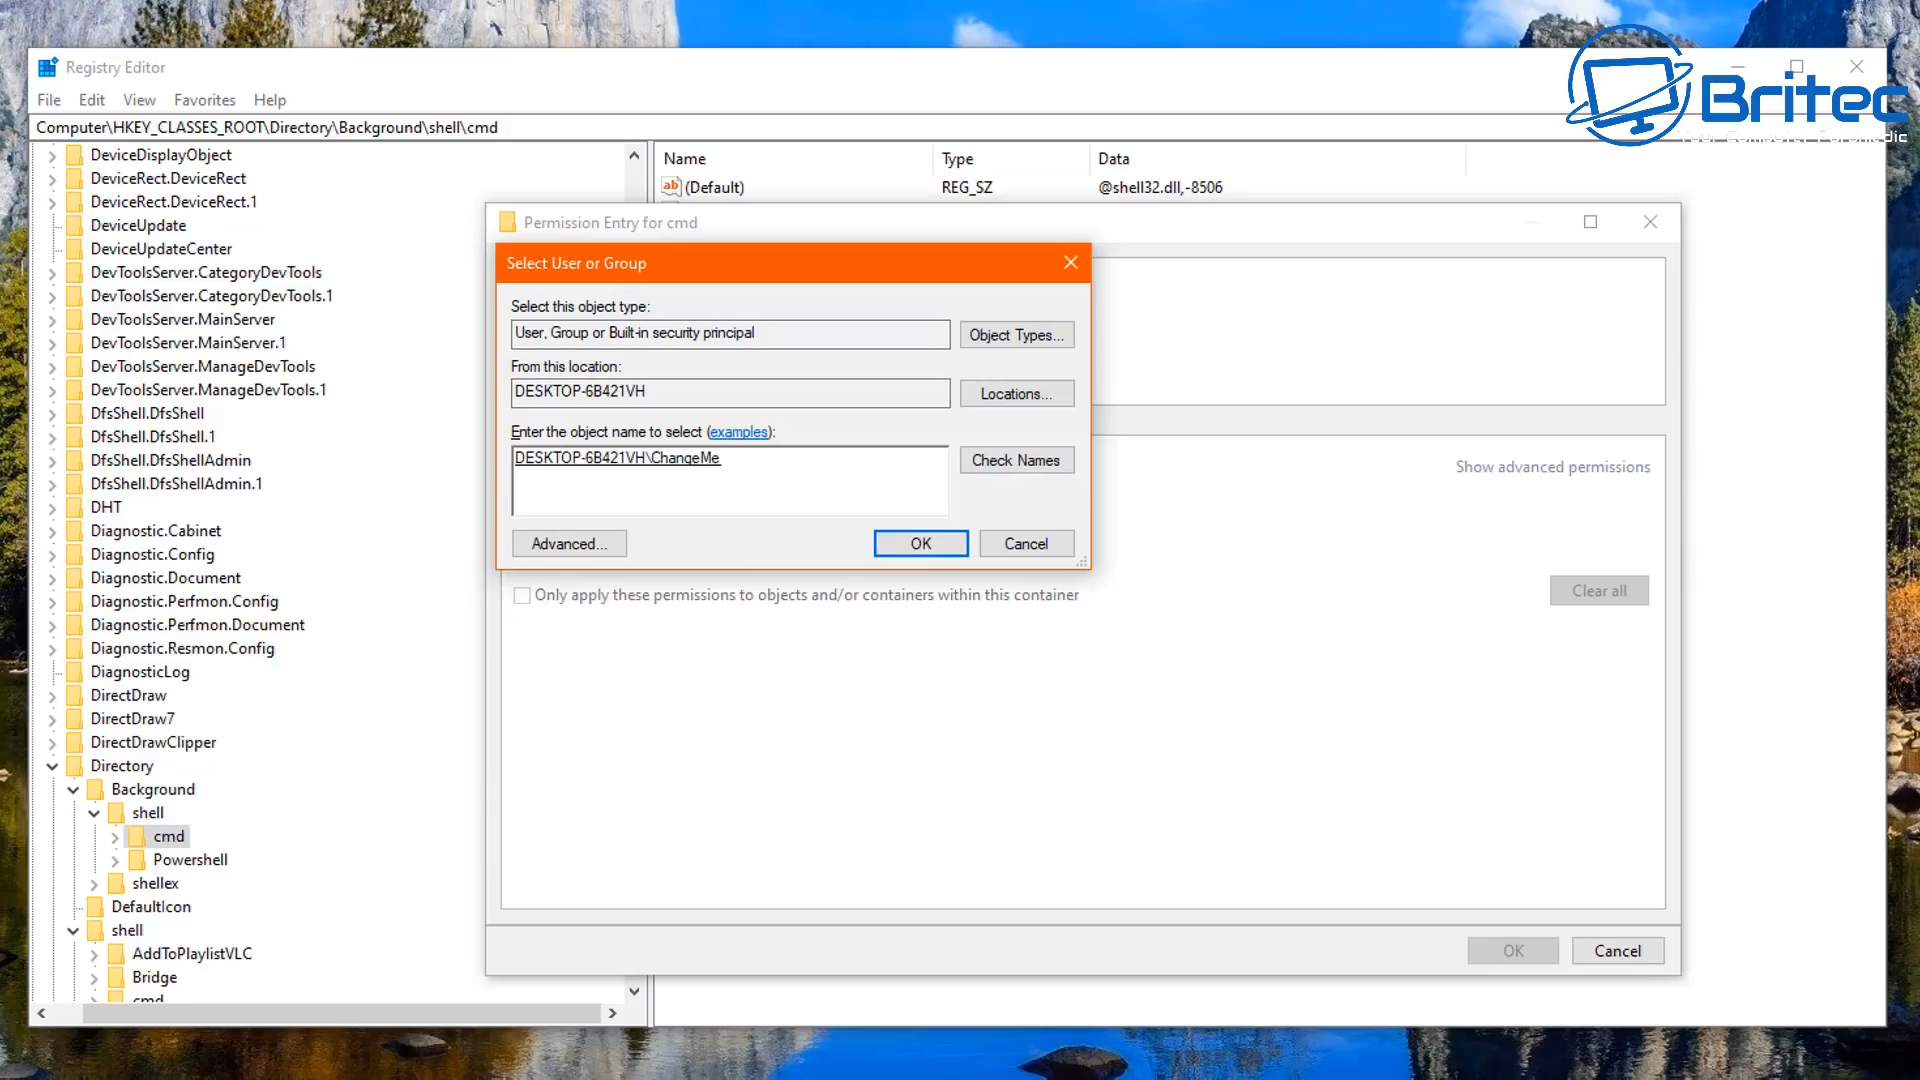 Registry Editor
File Edit View Favorites Help
Computer\HKEY_CLASSES_ROOT\Directory\Background\shell\cmd
Britec
DeviceDisplayObject
DeviceRect.DeviceRect
DeviceRect.DeviceRect.1
DeviceUpdate
DeviceUpdateCenter
DevToolsServer.CategoryDevTools
DevToolsServer.CategoryDevTools.1
DevToolsServer.MainServer
DevToolsServer.MainServer.1
DevToolsServer.ManageDevTools
DevToolsServer.ManageDevTools.1
DfsShell.DfsShell
DfsShell.DfsShell.1
DfsShell.DfsShellAdmin
DfsShell.DfsShellAdmin.1
DHT
Diagnostic.Cabinet
Diagnostic.Config
Diagnostic.Document
Diagnostic.Perfmon.Config
Diagnostic.Perfmon.Document
Diagnostic.Resmon.Config
DiagnosticLog
DirectDraw
DirectDraw7
DirectDrawClipper
Directory
Background
shell
cmd
Powershell
shellex
DefaultIcon
shell
AddToPlaylistVLC
Bridge
cmd
Name Type Data
ab (Default) REG_SZ @shell32.dll,-8506
Permission Entry for cmd
Select User or Group
Select this object type:
User, Group or Built-in security principal Object Types...
From this location:
DESKTOP-6B421VH Locations...
Enter the object name to select (examples):
DESKTOP-6B421VH\ChangeMe Check Names
Advanced... OK Cancel
Show advanced permissions
Only apply these permissions to objects and/or containers within this container
Clear all
OK Cancel